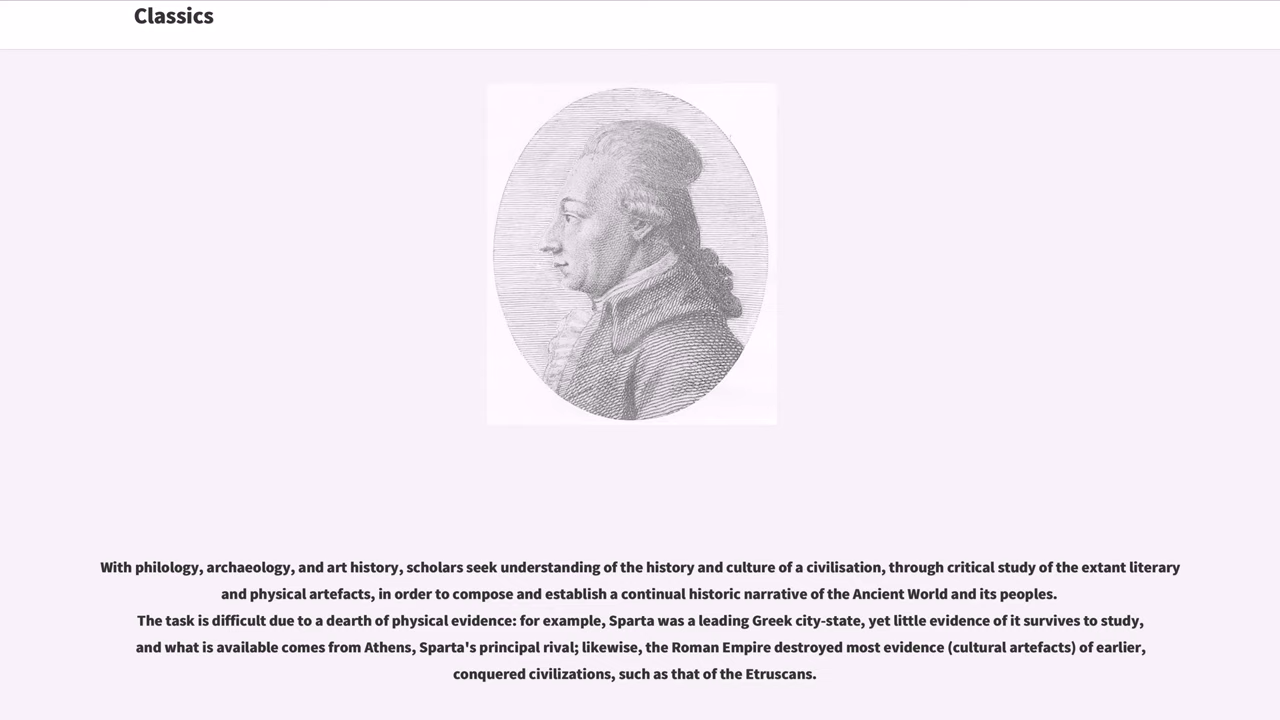 Classics
With philology, archaeology, and art history, scholars seek understanding of the history and culture of a civilisation, through critical study of the extant literary
and physical artefacts, in order to compose and establish a continual historic narrative of the Ancient World and its peoples.
The task is difficult due to a dearth of physical evidence: for example, Sparta was a leading Greek city-state, yet little evidence of it survives to study,
and what is available comes from Athens, Sparta's principal rival; likewise, the Roman Empire destroyed most evidence (cultural artefacts) of earlier,
conquered civilizations, such as that of the Etruscans.